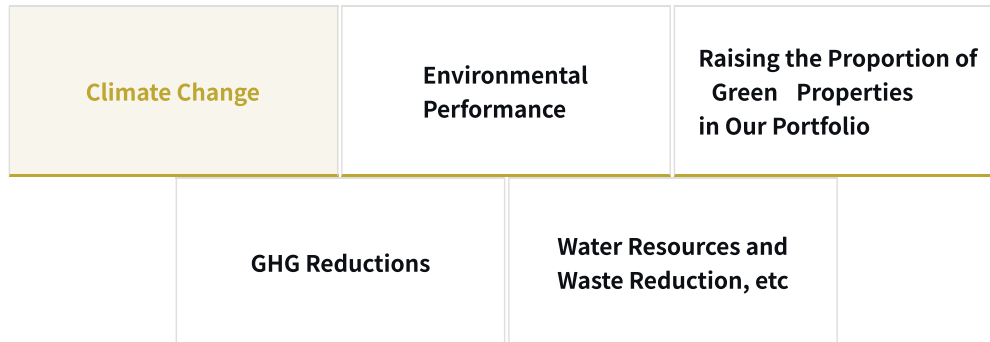 Climate Change
Environmental
Performance
Raising the Proportion of
Green Properties
in Our Portfolio
GHG Reductions
Water Resources and
Waste Reduction, etc